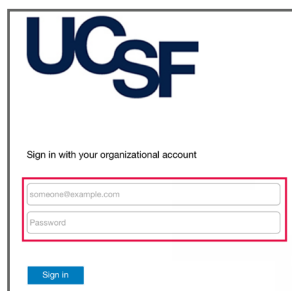 UCSF
Sign in with your organizational account
someone@example.com
Password
Sign in